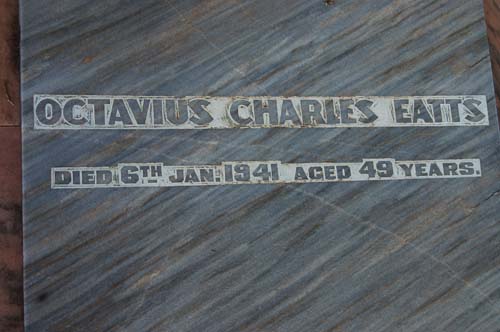 OCTAVIUS CHARLES EATTS
DIED 6TH JAN: 1941 AGED 49 YEARS.